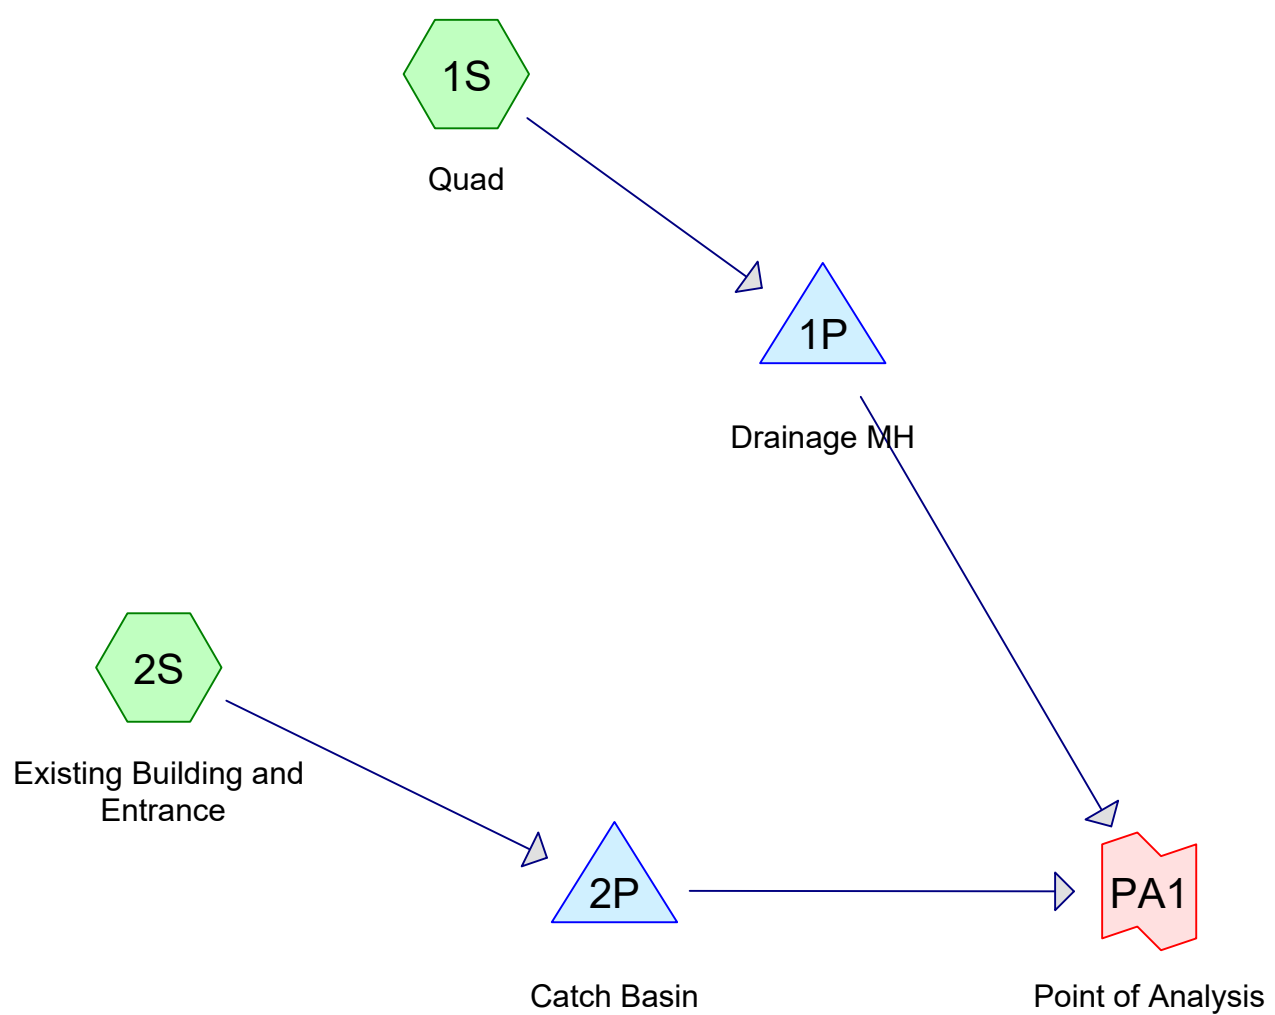 1S
Quad
1P
Drainage MH
2S
Existing Building and
Entrance
2P
Catch Basin
PA1
Point of Analysis